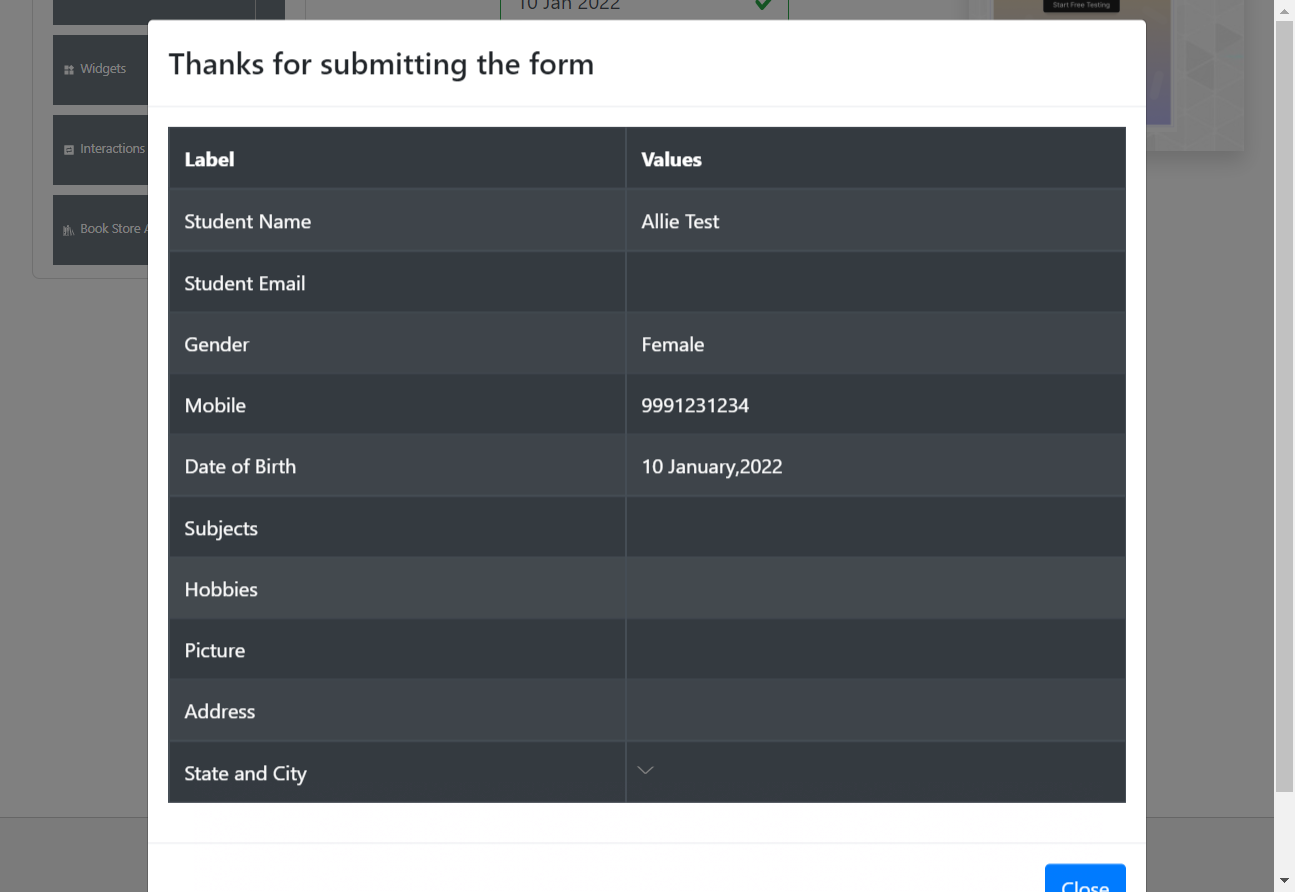 10 Jan 2022
Start Free Testing
Thanks for submitting the form
Widgets
Interactions
Book Store A
Label Values
Student Name Allie Test
Student Email
Gender Female
Mobile 9991231234
Date of Birth 10 January,2022
Subjects
Hobbies
Picture
Address
State and City
Close